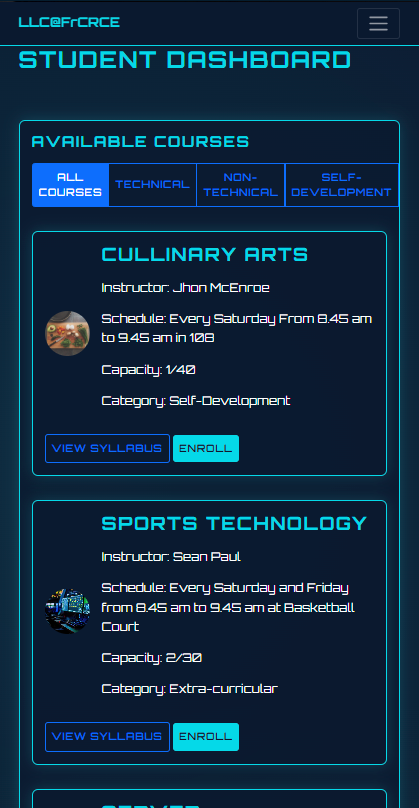 LLC@FrCRCE
STUDENT DASHBOARD
AVAILABLE COURSES
ALL
COURSES
TECHNICAL
NON-
TECHNICAL
SELF-
DEVELOPMENT
CULLINARY ARTS
Instructor: Jhon McEnroe
Schedule: Every Saturday From 8.45 am
to 9.45 am in 108
Capacity: 1/40
Category: Self-Development
VIEW SYLLABUS
ENROLL
SPORTS TECHNOLOGY
Instructor: Sean Paul
Schedule: Every Saturday and Friday
from 8.45 am to 9.45 am at Basketball
Court
Capacity: 2/30
Category: Extra-curricular
VIEW SYLLABUS
ENROLL